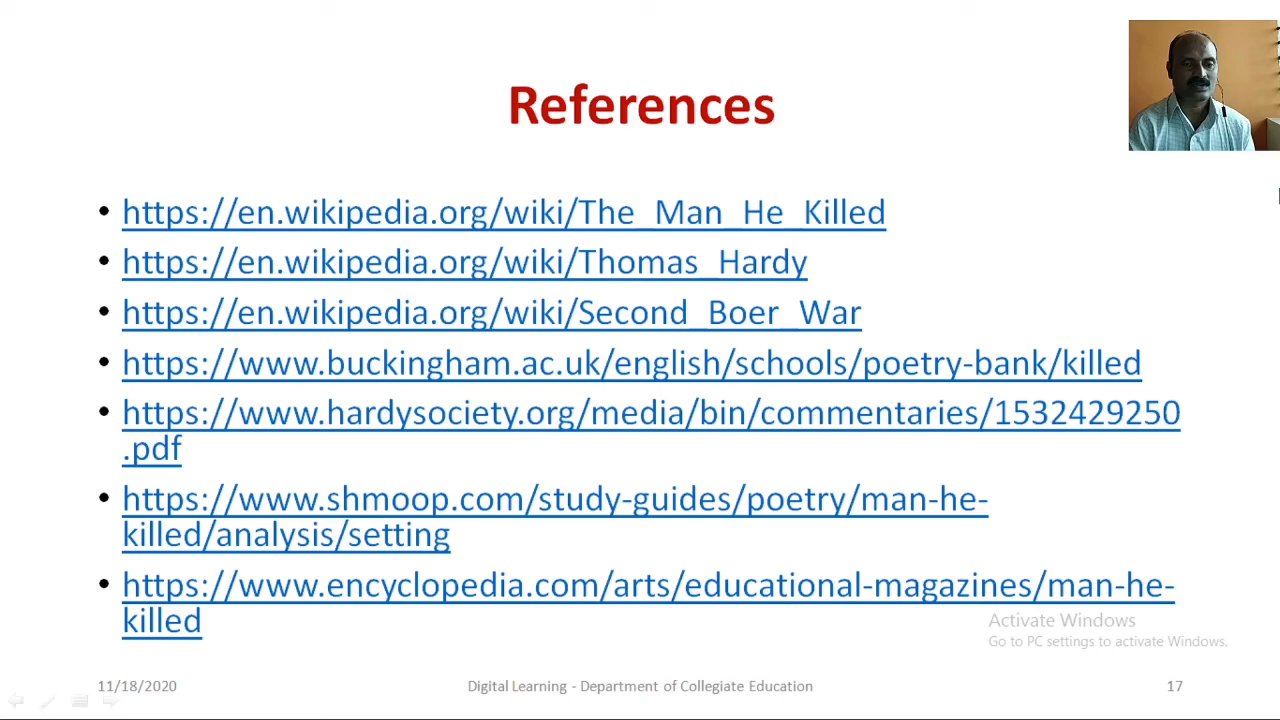 References
• https://en.wikipedia.org/wiki/The_Man_He_Killed
• https://en.wikipedia.org/wiki/Thomas_Hardy
• https://en.wikipedia.org/wiki/Second_Boer_War
• https://www.buckingham.ac.uk/english/schools/poetry-bank/killed
• https://www.hardysociety.org/media/bin/commentaries/1532429250
.pdf
• https://www.shmoop.com/study-guides/poetry/man-he-
killed/analysis/setting
• https://www.encyclopedia.com/arts/educational-magazines/man-he-
killed
Activate Windows
Go to PC settings to activate Windows.
11/18/2020
Digital Learning - Department of Collegiate Education
17